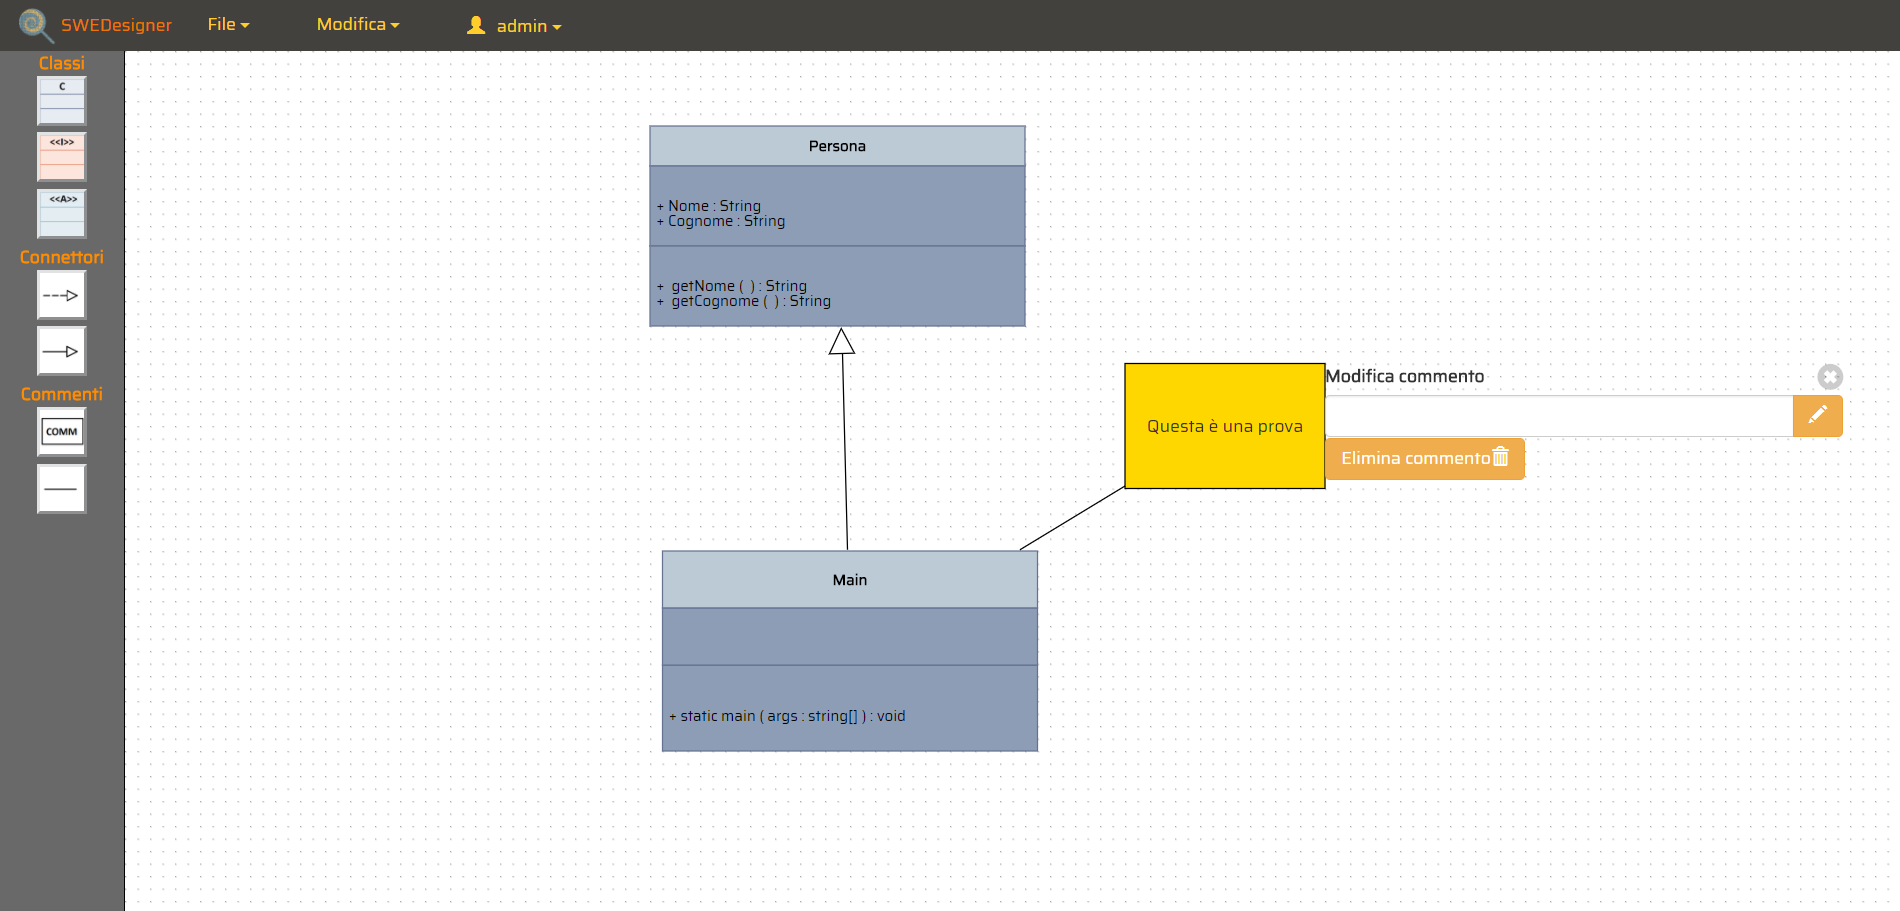 SWEDesigner File Modifica admin
Classi
C
<<I>>
<<A>>
Connettori
Commenti
COMM
Persona
+ Nome : String
+ Cognome : String
+ getNome ( ) : String
+ getCognome ( ) : String
Questa è una prova
Modifica commento
Elimina commento
Main
+ static main ( args : string[] ) : void